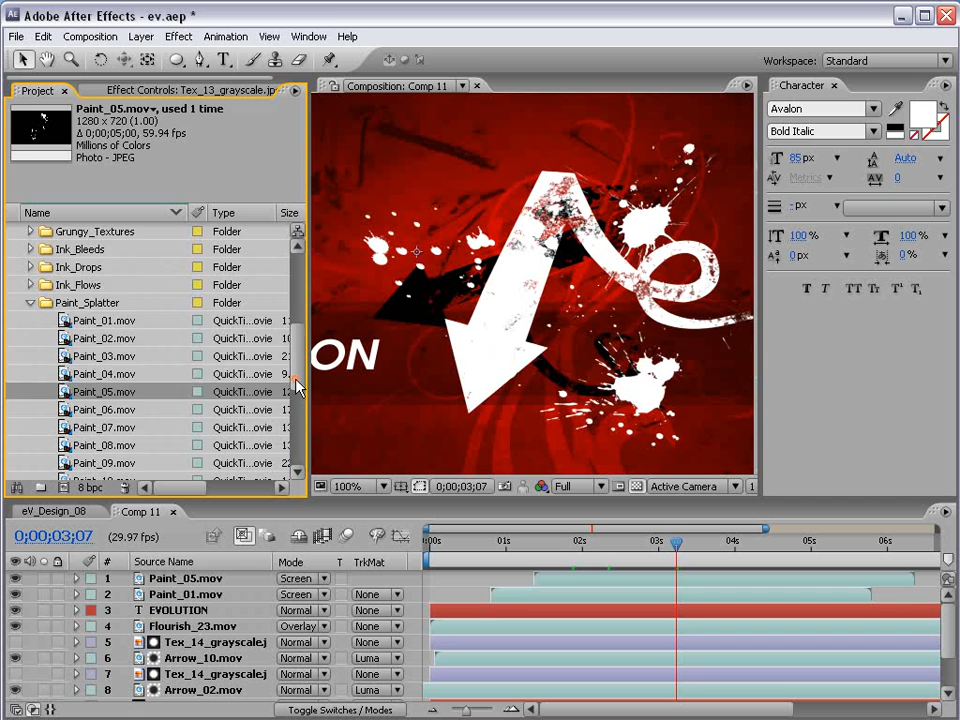 Adobe After Effects - ev.aep *
File Edit Composition Layer Effect Animation View Window Help
Workspace: Standard
Project Effect Controls: Tex_13_grayscale.jp
Composition: Comp 11
Character
Paint_05.mov, used 1 time
1280 x 720 (1.00)
Δ 0;00;05;00, 59.94 fps
Millions of Colors
Photo - JPEG
Avalon
Bold Italic
85 px Auto
Metrics 0
- px
100 % 100 %
0 px 0 %
T T TT Tr T¹ T₁
Name Type Size
Grungy_Textures Folder
Ink_Bleeds Folder
Ink_Drops Folder
Ink_Flows Folder
Paint_Splatter Folder
Paint_01.mov QuickTi...ovie
Paint_02.mov QuickTi...ovie
Paint_03.mov QuickTi...ovie
Paint_04.mov QuickTi...ovie
Paint_05.mov QuickTi...ovie
Paint_06.mov QuickTi...ovie
Paint_07.mov QuickTi...ovie
Paint_08.mov QuickTi...ovie
Paint_09.mov QuickTi...ovie
ON
8 bpc
100% 0;00;03;07 Full Active Camera 1
eV_Design_08 Comp 11
0;00;03;07 (29.97 fps)
:00s 01s 02s 03s 04s 05s 06s
# Source Name Mode T TrkMat
1 Paint_05.mov Screen
2 Paint_01.mov Screen None
3 T EVOLUTION Normal None
4 Flourish_23.mov Overlay None
5 Tex_14_grayscale.j Normal None
6 Arrow_10.mov Normal Luma
7 Tex_14_grayscale.j Normal None
8 Arrow_02.mov Normal Luma
Toggle Switches / Modes